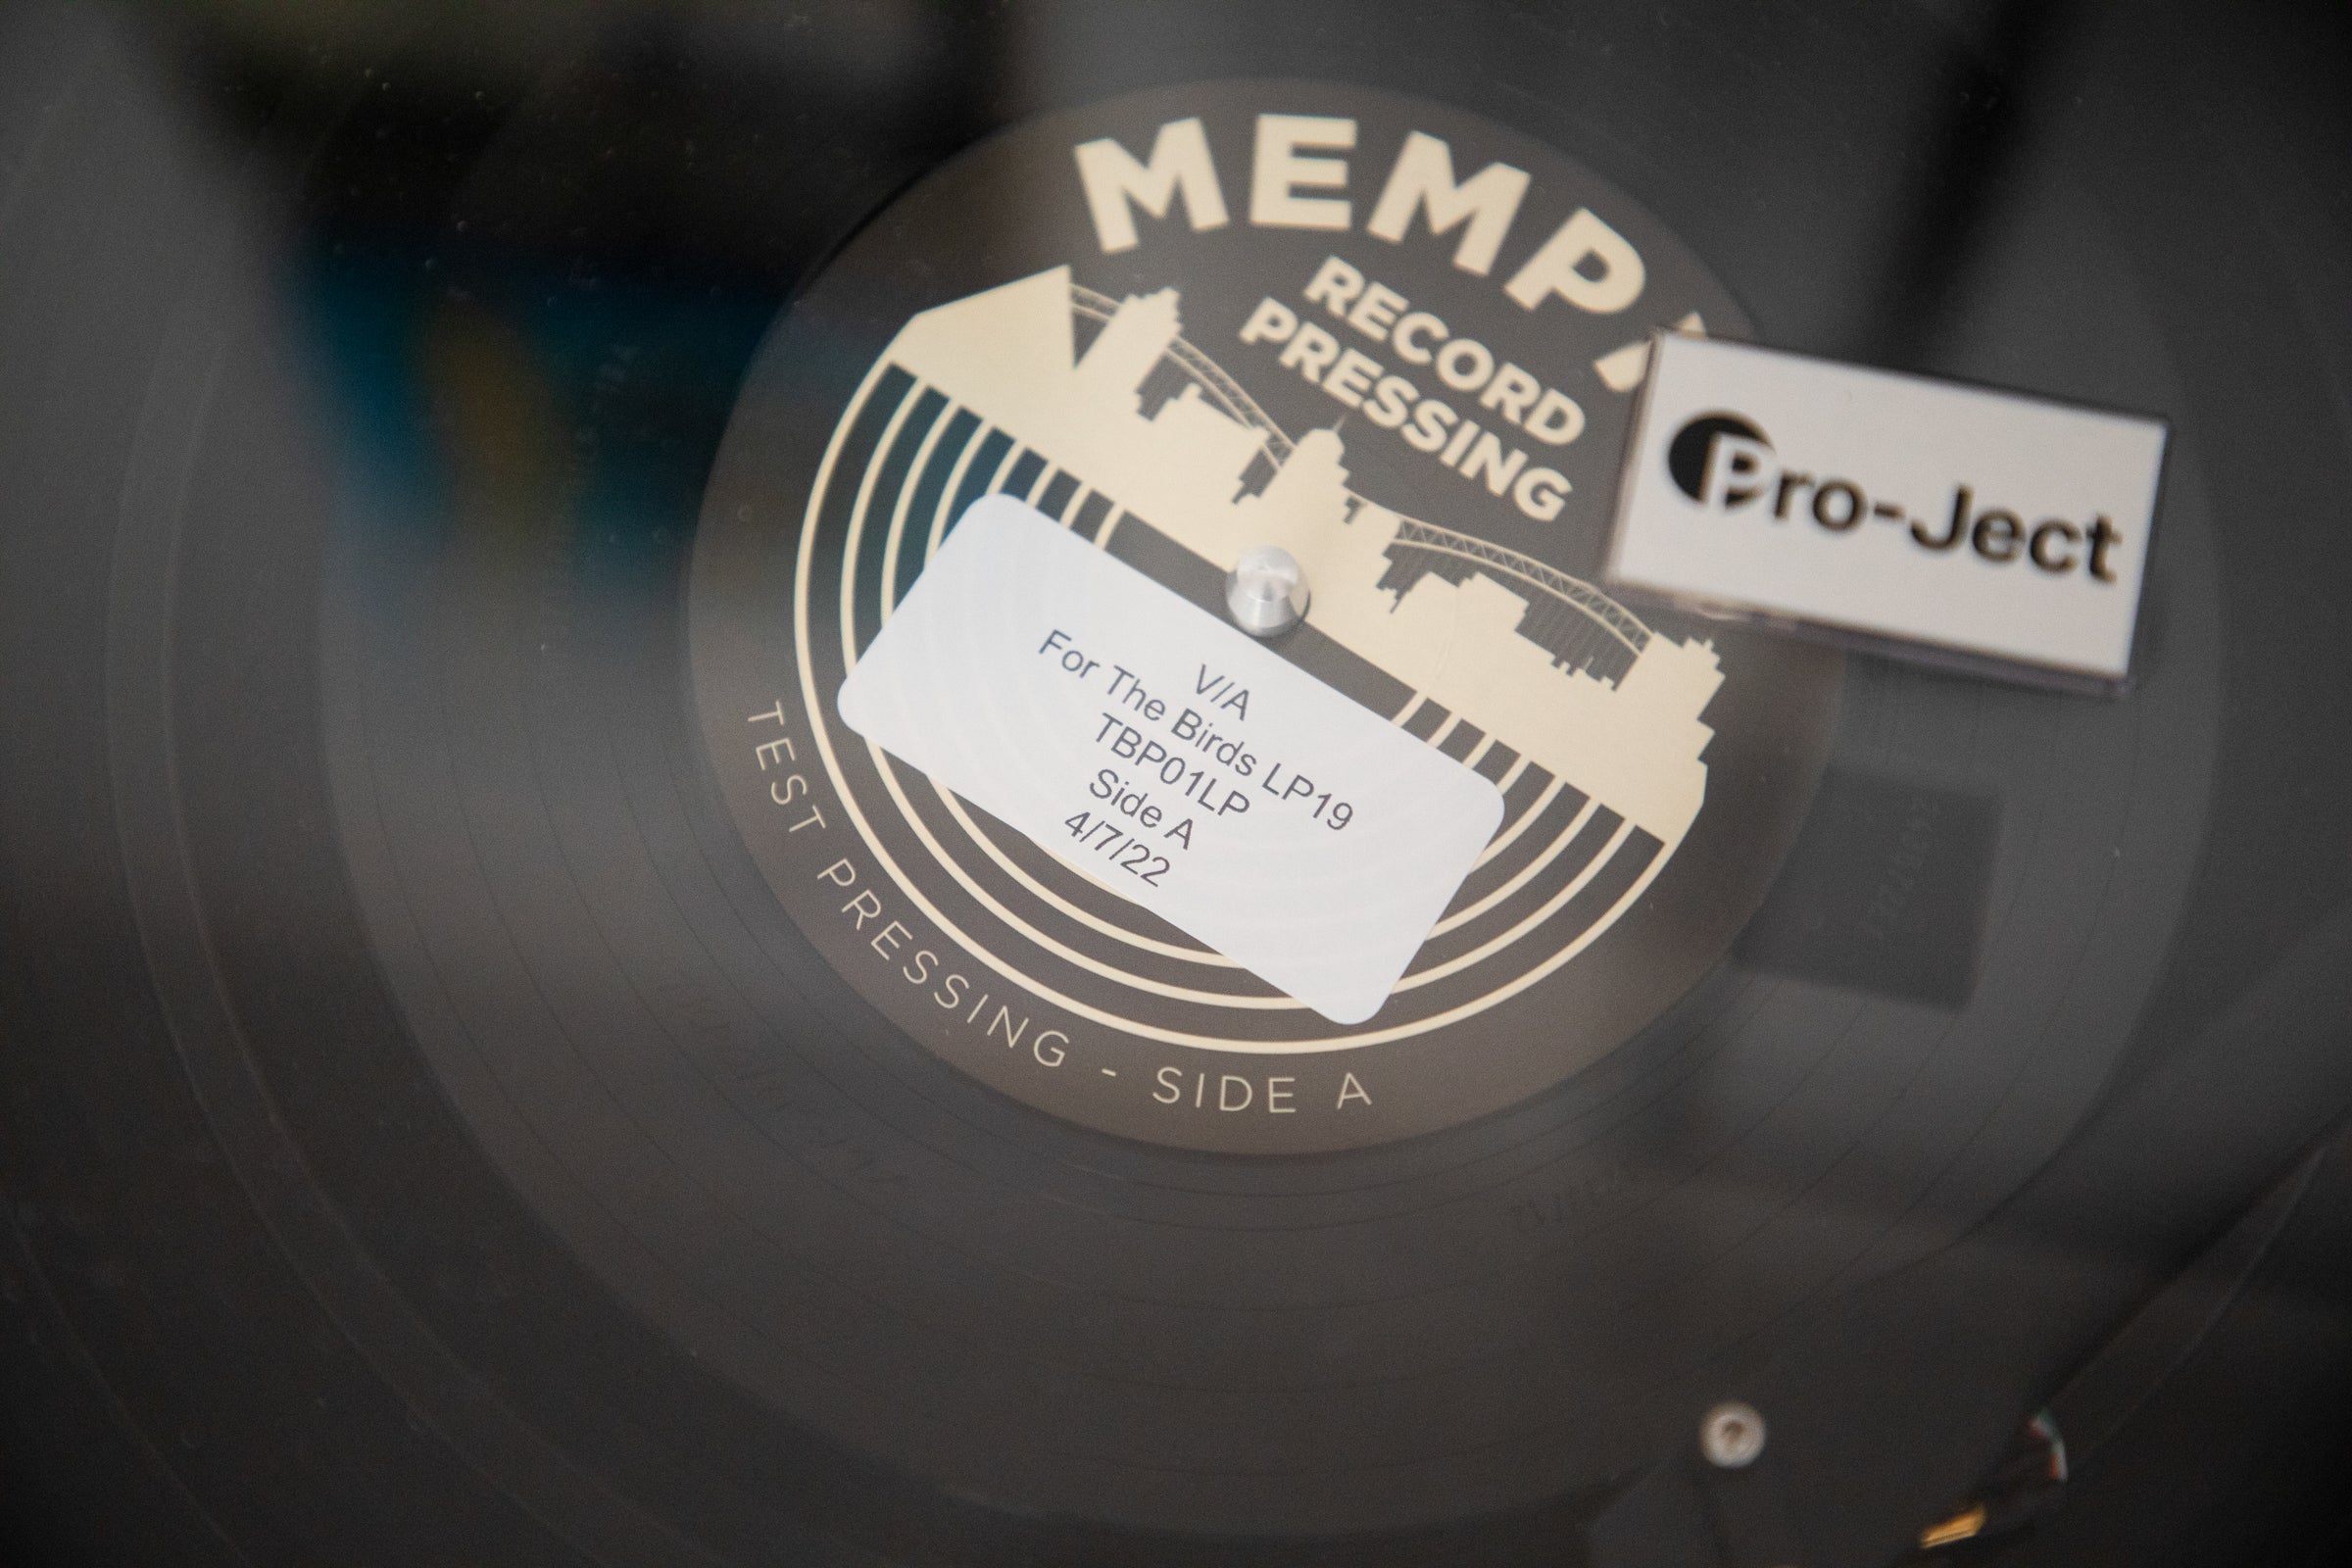 MEMP
RECORD
PRESSING
Pro-Ject
V/A
For The Birds LP19
TBP01LP
Side A
4/7/22
TEST PRESSING - SIDE A